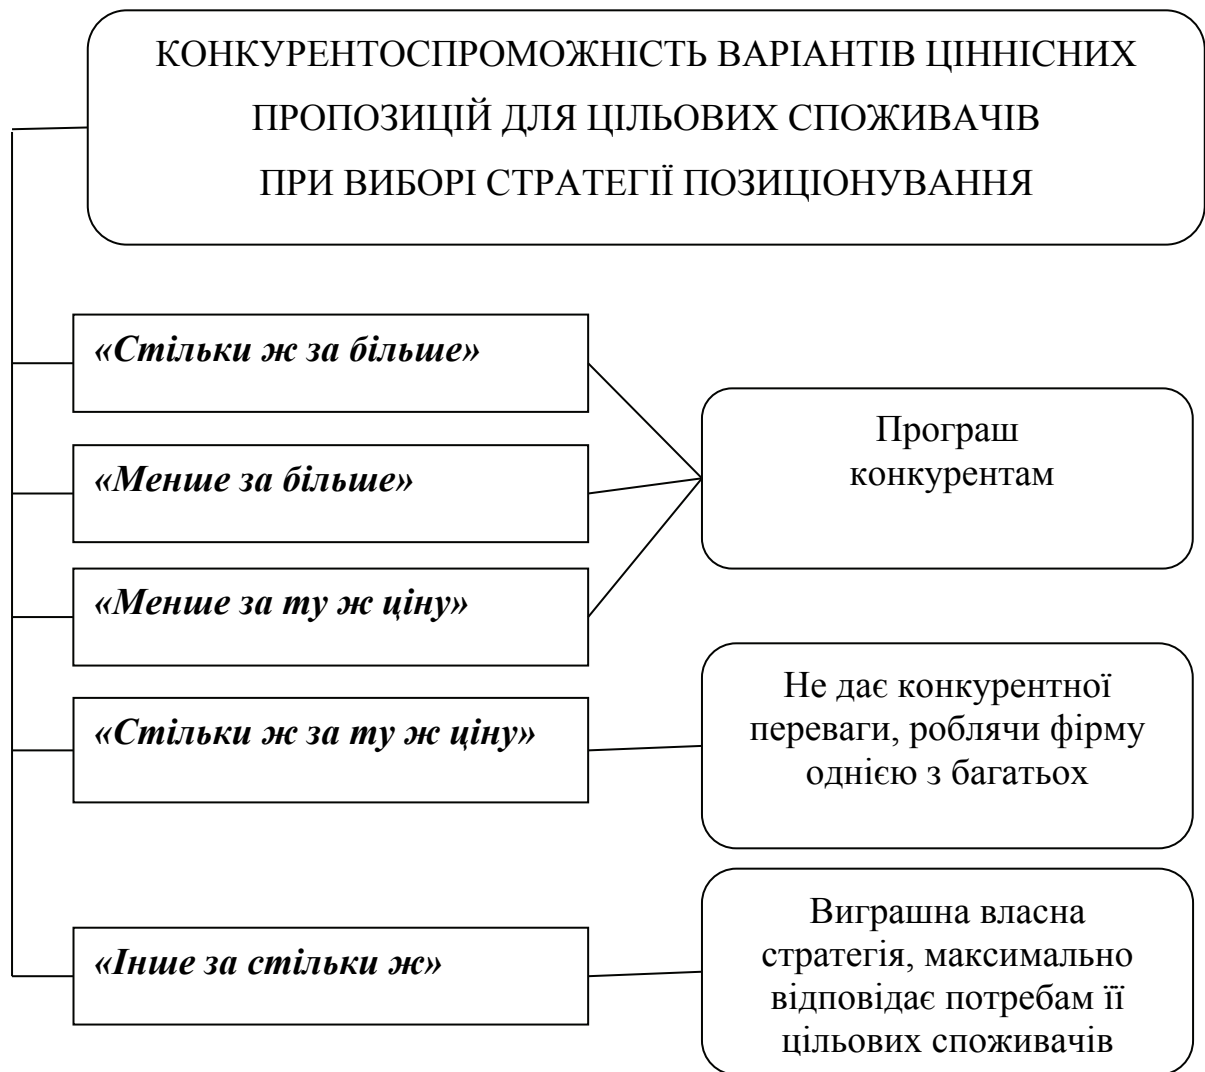 КОНКУРЕНТОСПРОМОЖНІСТЬ ВАРІАНТІВ ЦІННІСНИХ
ПРОПОЗИЦІЙ ДЛЯ ЦІЛЬОВИХ СПОЖИВАЧІВ
ПРИ ВИБОРІ СТРАТЕГІЇ ПОЗИЦІОНУВАННЯ
«Стільки ж за більше»
«Менше за більше»
«Менше за ту ж ціну»
Програш
конкурентам
«Стільки ж за ту ж ціну»
Не дає конкурентної
переваги, роблячи фірму
однією з багатьох
«Інше за стільки ж»
Виграшна власна
стратегія, максимально
відповідає потребам її
цільових споживачів